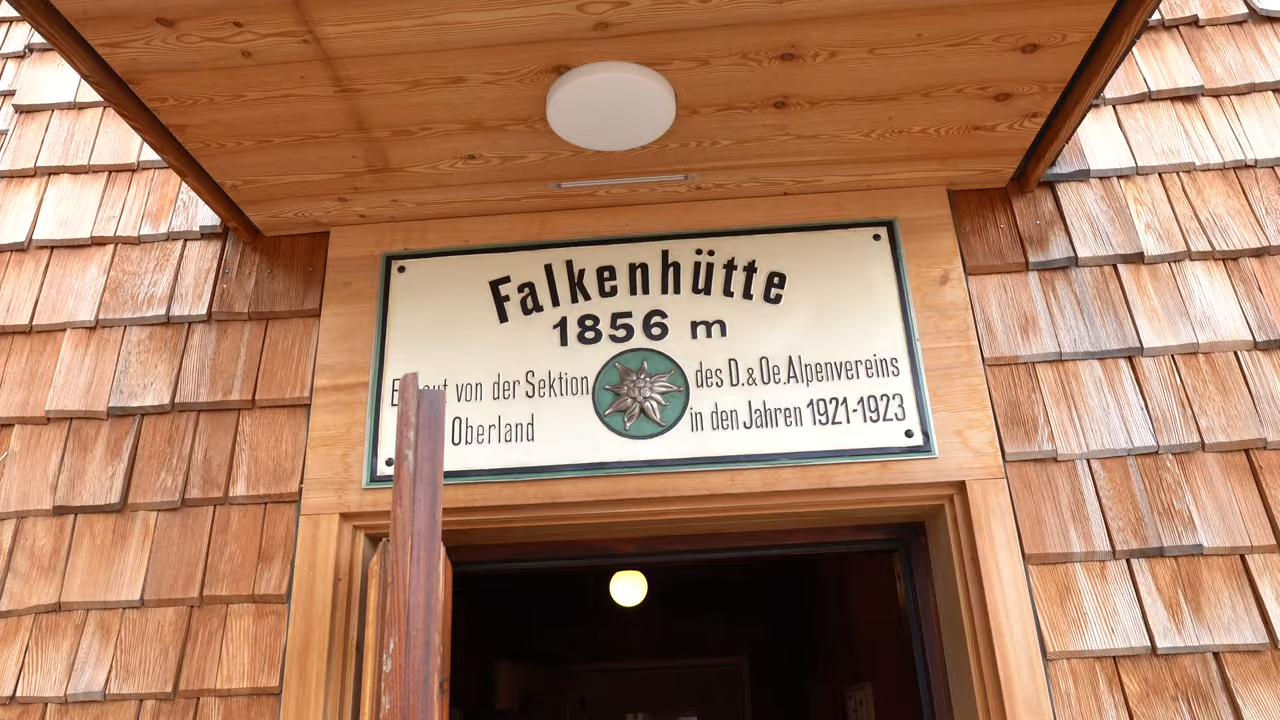 Falkenhütte
1856 m
von der Sektion des D.&Oe.Alpenvereins
Oberland in den Jahren 1921-1923